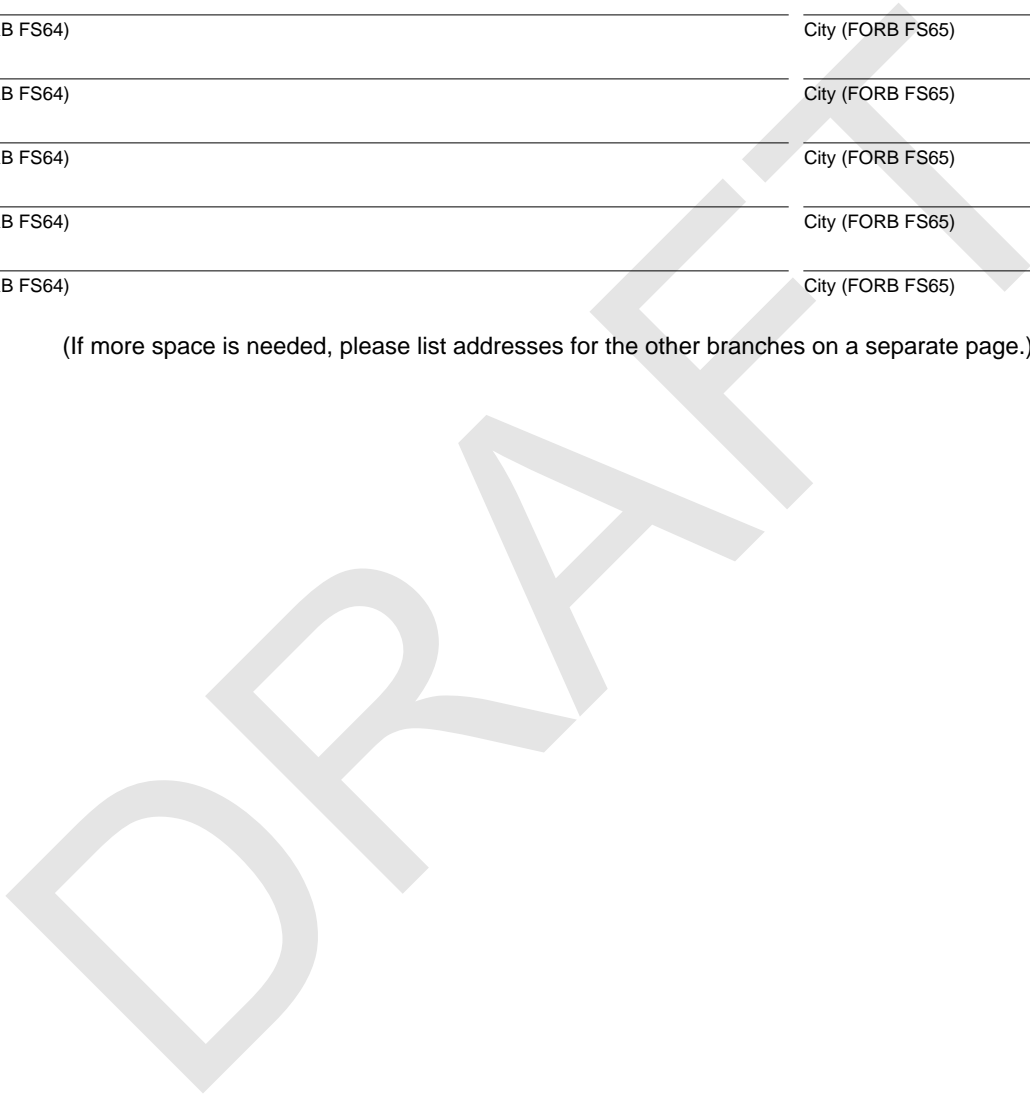 B FS64) City (FORB FS65)
B FS64) City (FORB FS65)
B FS64) City (FORB FS65)
B FS64) City (FORB FS65)
B FS64) City (FORB FS65)
(If more space is needed, please list addresses for the other branches on a separate page.)
DRAFT